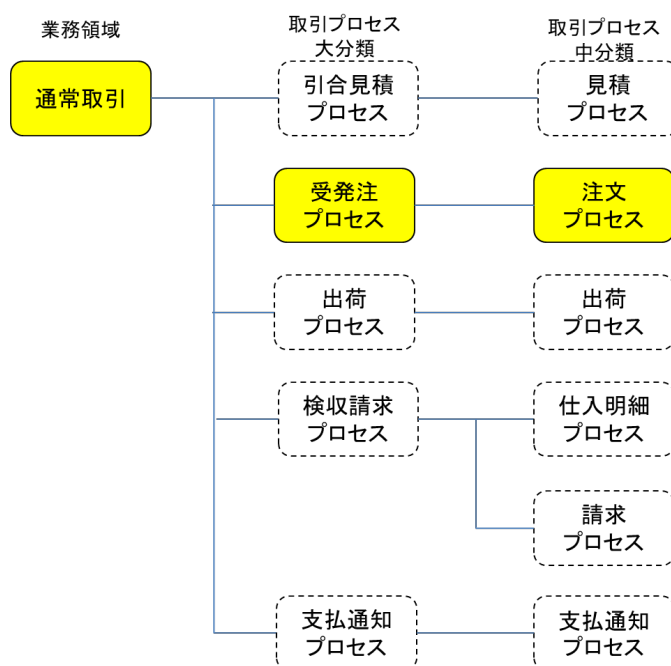 業務領域
取引プロセス
大分類
取引プロセス
中分類
通常取引
引合見積
プロセス
見積
プロセス
受発注
プロセス
注文
プロセス
出荷
プロセス
出荷
プロセス
検収請求
プロセス
仕入明細
プロセス
請求
プロセス
支払通知
プロセス
支払通知
プロセス